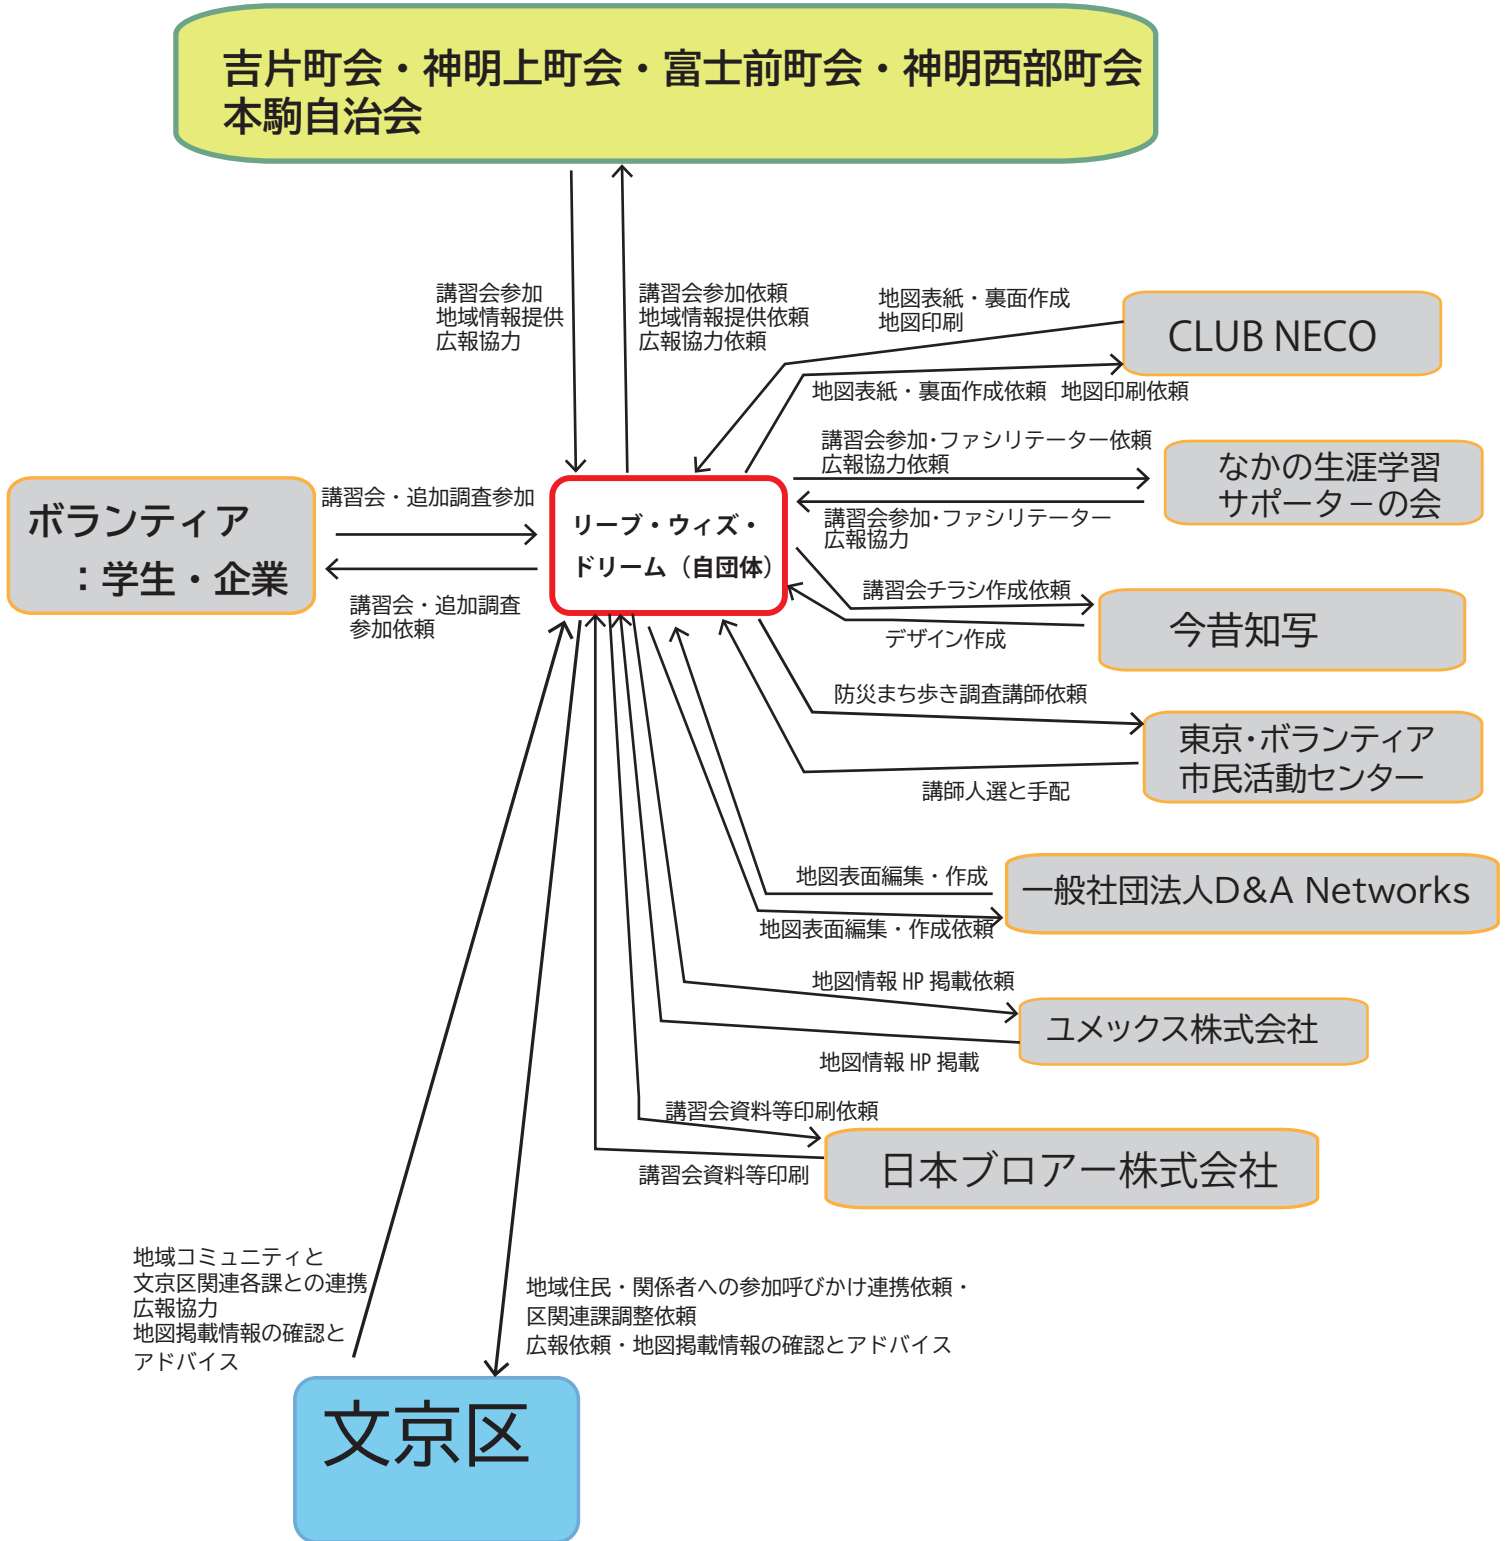 吉片町会・神明上町会・富士前町会・神明西部町会
本駒自治会
講習会参加
地域情報提供
広報協力
講習会参加依頼
地域情報提供依頼
広報協力依頼
地図表紙・裏面作成
地図印刷
CLUB NECO
地図表紙・裏面作成依頼 地図印刷依頼
講習会参加・ファシリテーター依頼
広報協力依頼
なかの生涯学習
サポーターの会
講習会参加・ファシリテーター
広報協力
ボランティア
：学生・企業
講習会・追加調査参加
講習会・追加調査
参加依頼
リーブ・ウィズ・
ドリーム（自団体）
講習会チラシ作成依頼
デザイン作成
今昔知写
防災まち歩き調査講師依頼
東京・ボランティア
市民活動センター
講師人選と手配
地図表面編集・作成
一般社団法人D&A Networks
地図表面編集・作成依頼
地図情報 HP 掲載依頼
ユメックス株式会社
地図情報 HP 掲載
講習会資料等印刷依頼
日本ブロアー株式会社
講習会資料等印刷
地域コミュニティと
文京区関連各課との連携
広報協力
地図掲載情報の確認と
アドバイス
地域住民・関係者への参加呼びかけ連携依頼・
区関連課調整依頼
広報依頼・地図掲載情報の確認とアドバイス
文京区